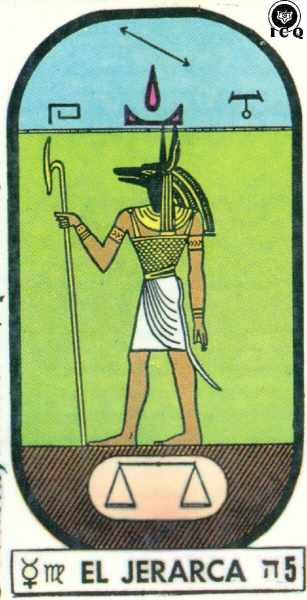 ICQ
☿ ♍ EL JERARCA ה 5